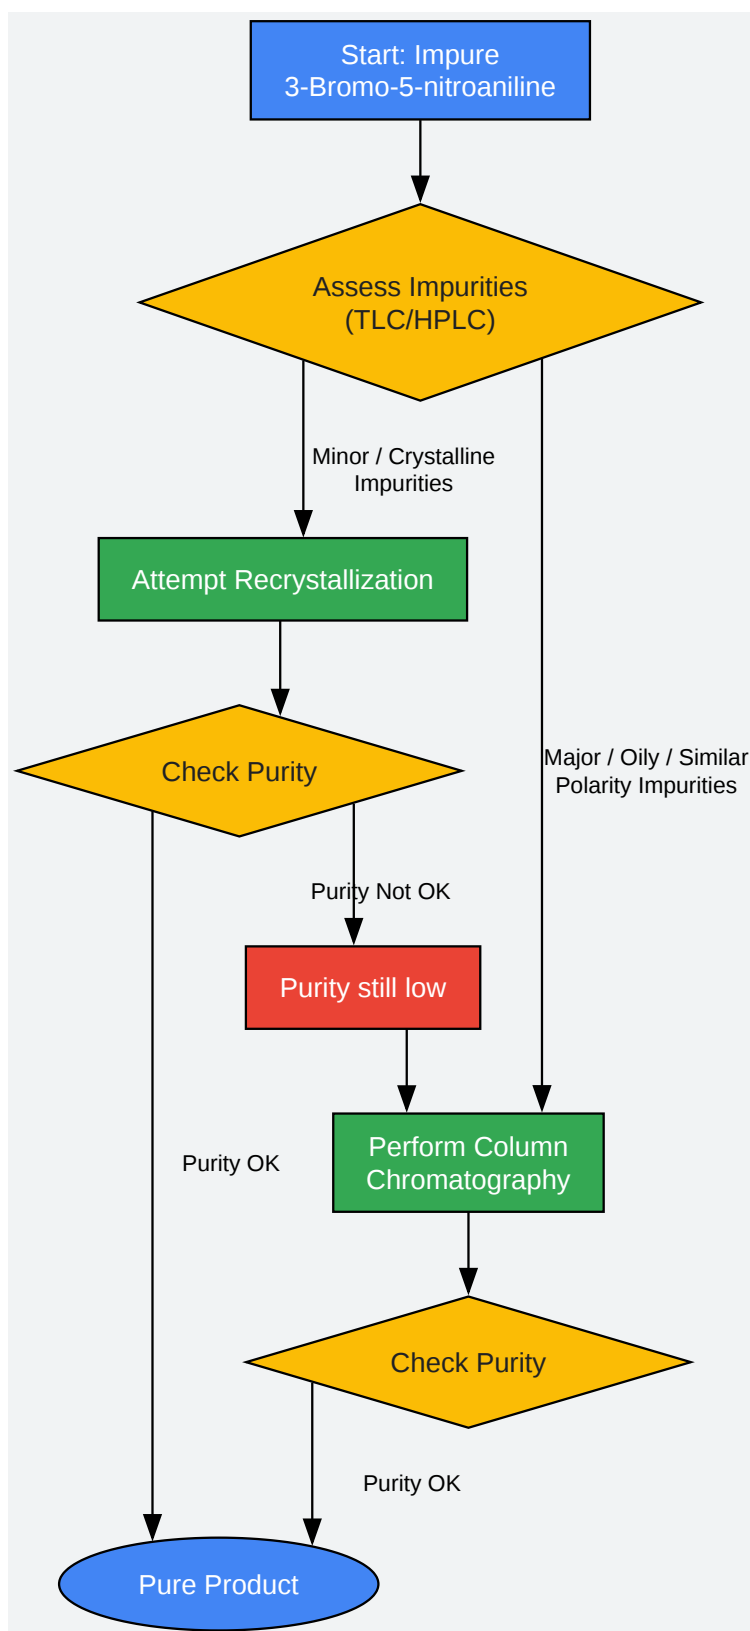 Start: Impure
3-Bromo-5-nitroaniline
Assess Impurities
(TLC/HPLC)
Minor / Crystalline
Impurities
Attempt Recrystallization
Check Purity
Major / Oily / Similar
Polarity Impurities
Purity Not OK
Purity still low
Perform Column
Chromatography
Purity OK
Check Purity
Purity OK
Pure Product